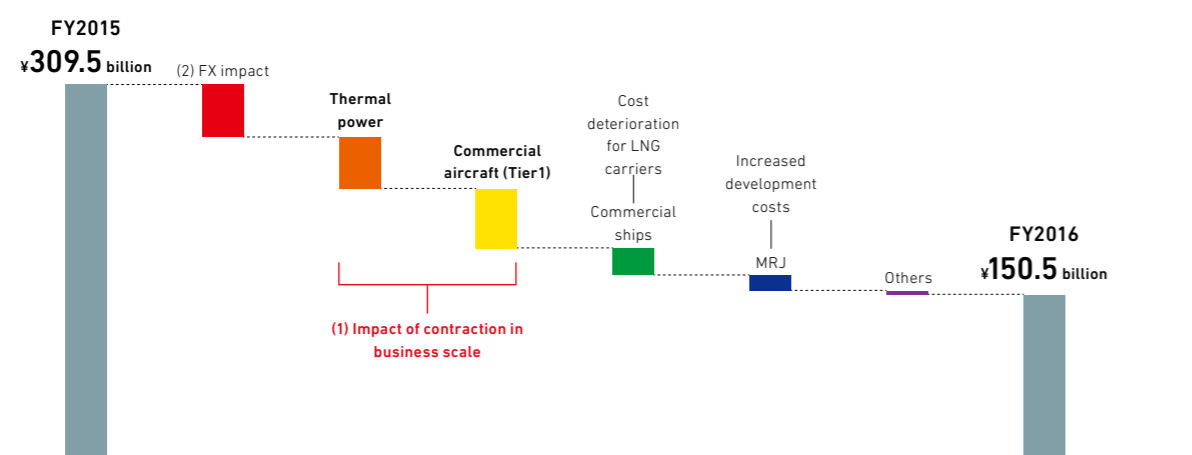 FY2015
¥309.5 billion
(2) FX impact
Thermal
power
Commercial
aircraft (Tier1)
(1) Impact of contraction in
business scale
Cost
deterioration
for LNG
carriers
Commercial
ships
Increased
development
costs
MRJ
Others
FY2016
¥150.5 billion